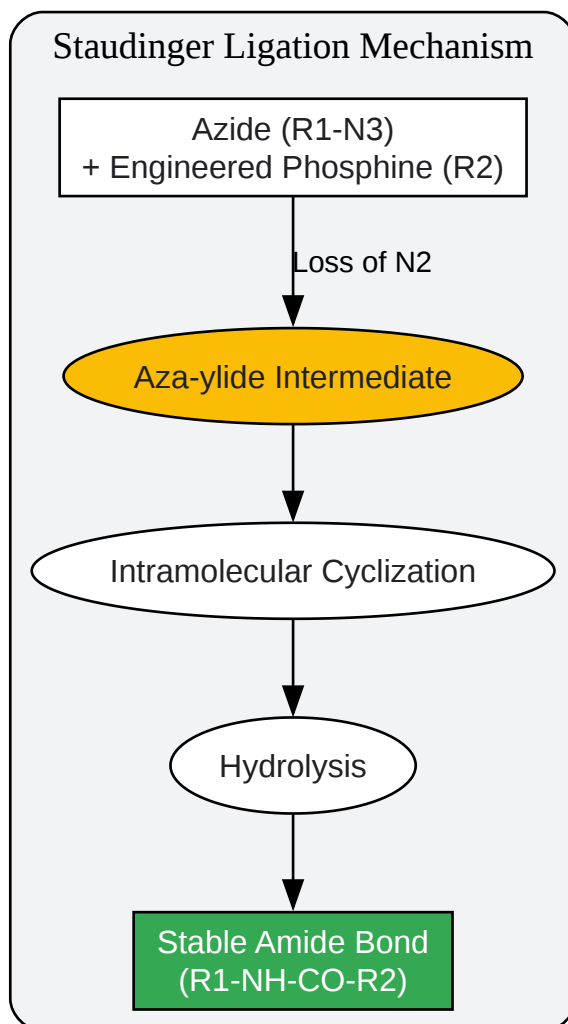 Staudinger Ligation Mechanism
Azide (R1-N3)
+ Engineered Phosphine (R2)
Loss of N2
Aza-ylide Intermediate
Intramolecular Cyclization
Hydrolysis
Stable Amide Bond
(R1-NH-CO-R2)